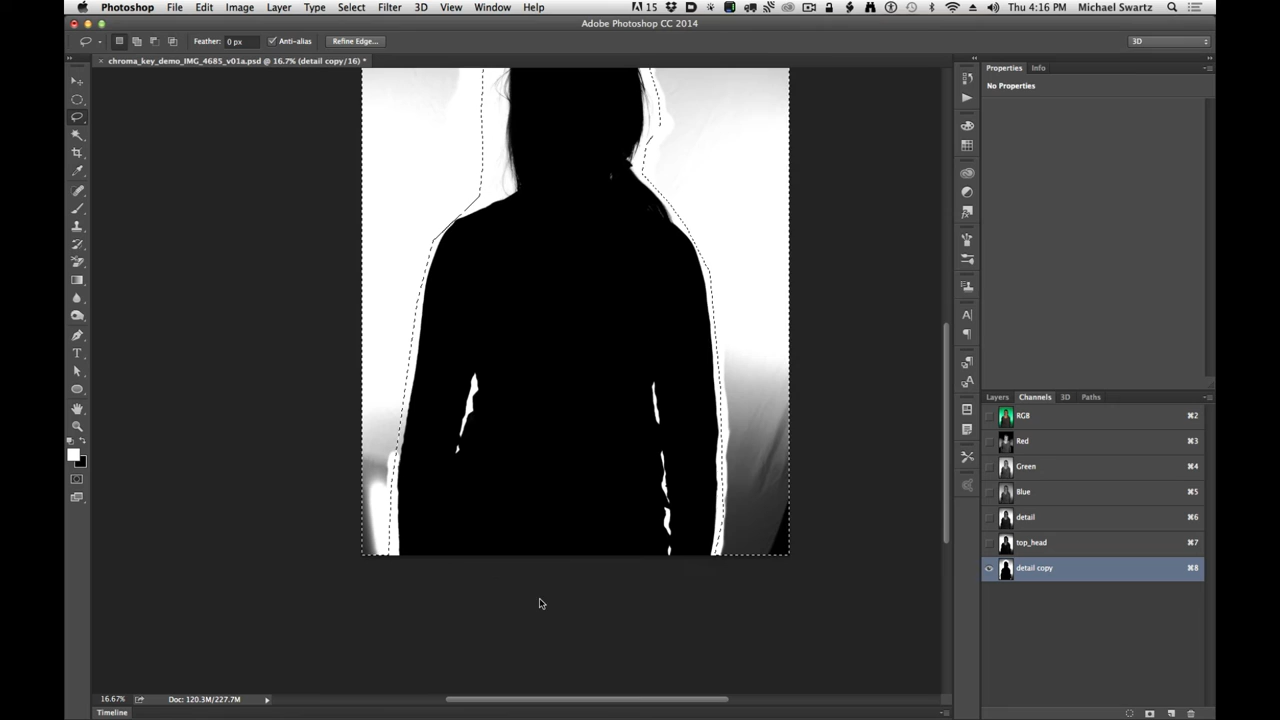 Photoshop File Edit Image Layer Type Select Filter 3D View Window Help 15 Thu 4:16 PM Michael Swartz
Adobe Photoshop CC 2014
Feather: 0 px Anti-alias Refine Edge... 3D
× chroma_key_demo_IMG_4685_v01a.psd @ 16.7% (detail copy/16) *
Properties Info
No Properties
Layers Channels 3D Paths
RGB ⌘2
Red ⌘3
Green ⌘4
Blue ⌘5
detail ⌘6
top_head ⌘7
detail copy ⌘8
16.67% Doc: 120.3M/227.7M
Timeline